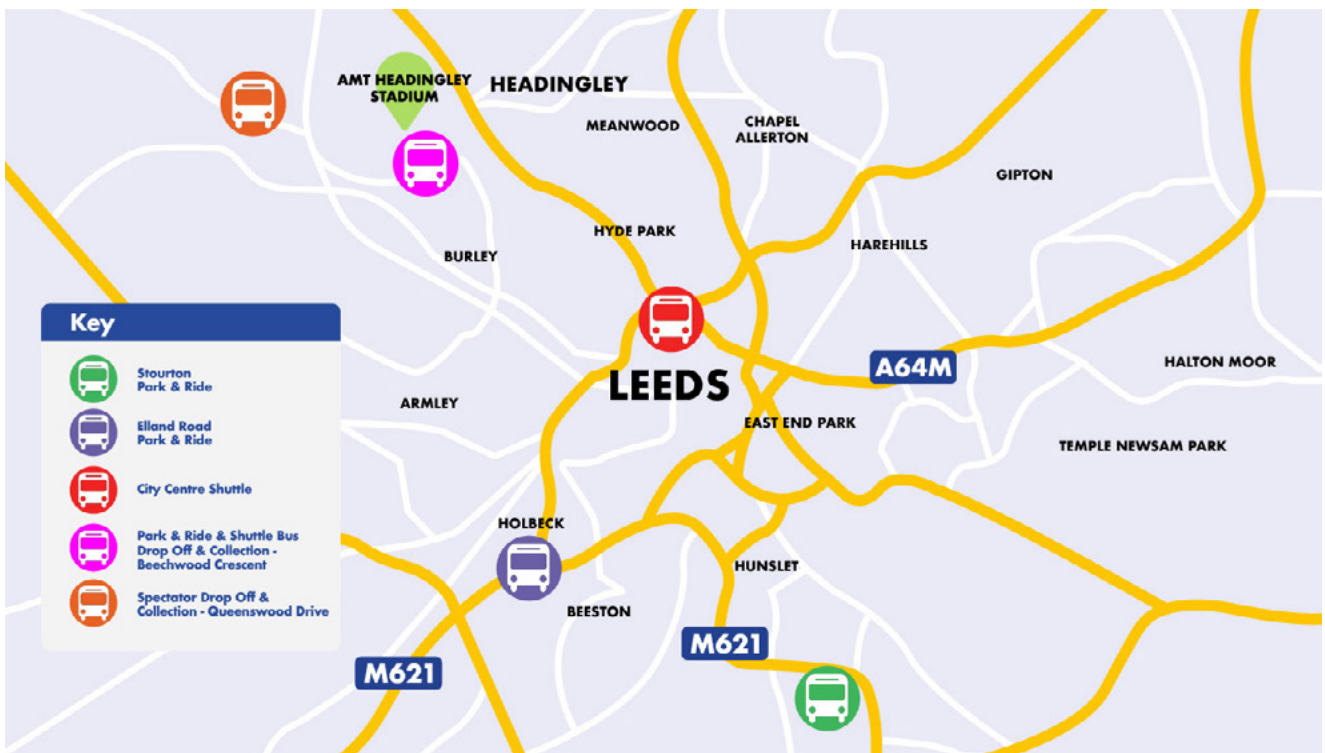 AMT HEADINGLEY
STADIUM
HEADINGLEY
MEANWOOD
CHAPEL
ALLERTON
GIPTON
HYDE PARK
HAREHILLS
BURLEY
Key
Stourton
Park & Ride
Elland Road
Park & Ride
City Centre Shuttle
Park & Ride & Shuttle Bus
Drop Off & Collection -
Beechwood Crescent
Spectator Drop Off &
Collection - Queenswood Drive
LEEDS
A64M
HALTON MOOR
ARMLEY
EAST END PARK
TEMPLE NEWSAM PARK
HOLBECK
HUNSLET
BEESTON
M621
M621